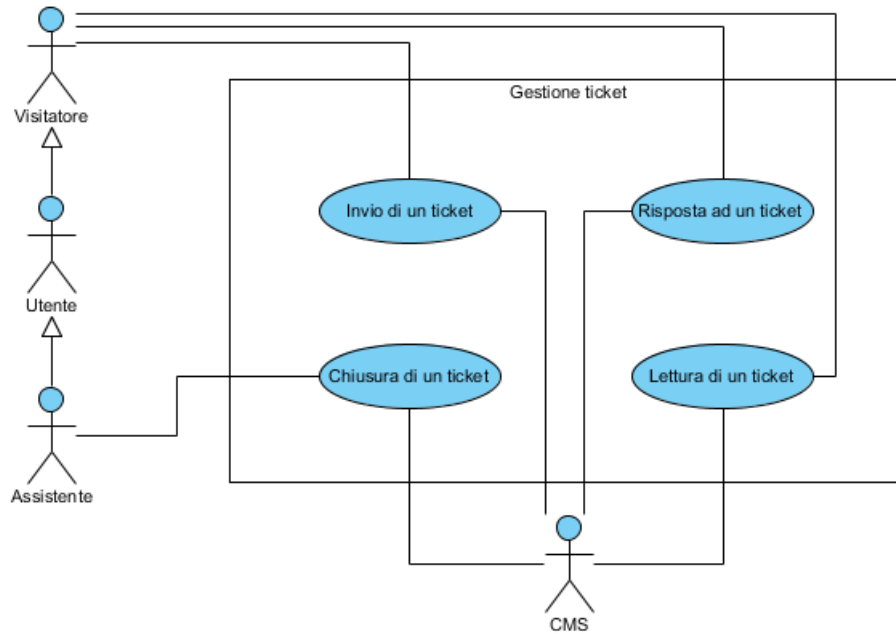 Visitatore
Gestione ticket
Invio di un ticket
Risposta ad un ticket
Utente
Chiusura di un ticket
Lettura di un ticket
Assistente
CMS